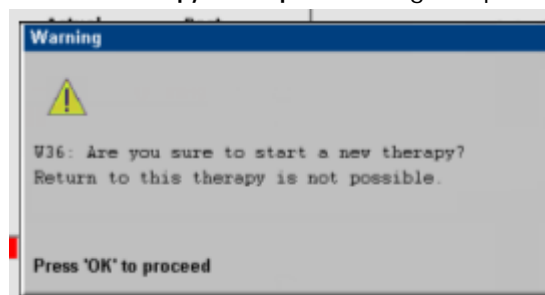 Warning
W36: Are you sure to start a new therapy?
Return to this therapy is not possible.
Press 'OK' to proceed